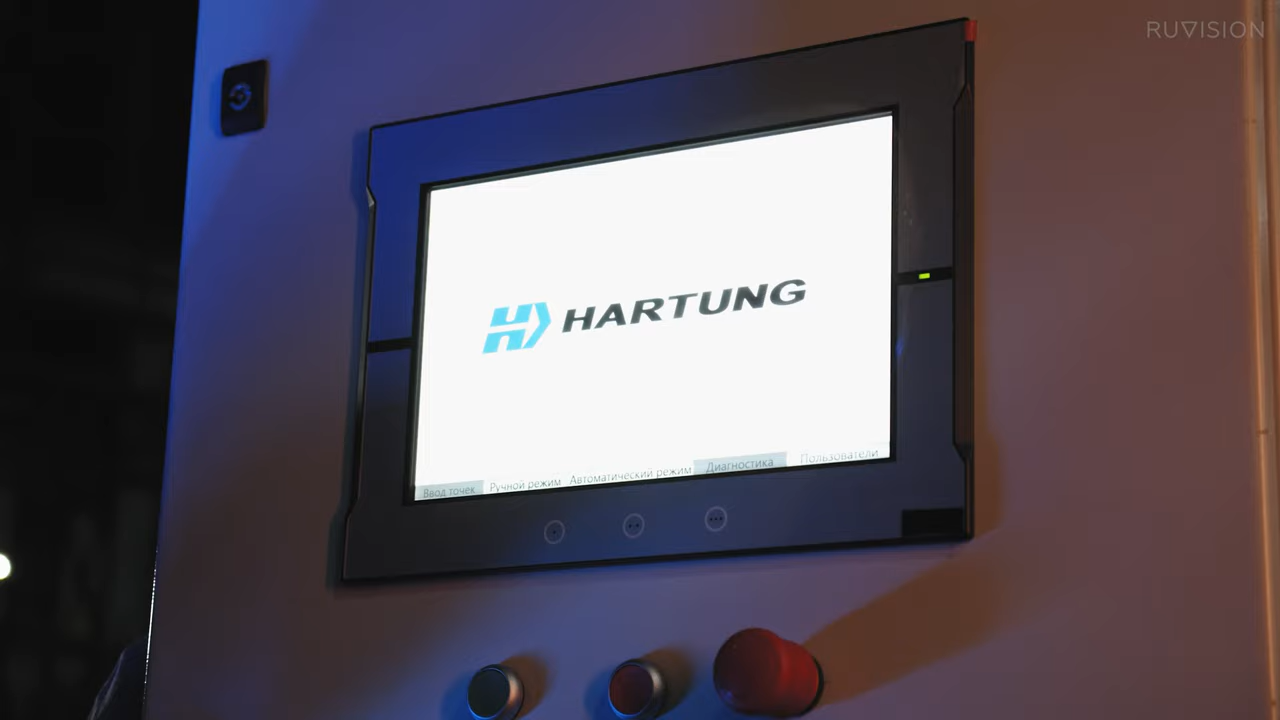 RUVISION
HARTUNG
Ввод точек Ручной режим Автоматический режим Диагностика Пользователи